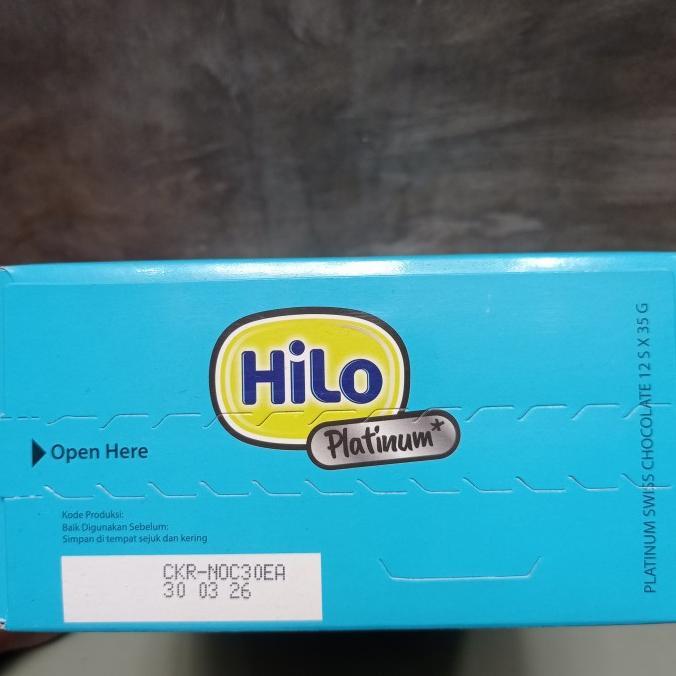 HiLo
Platinum*
Open Here
Kode Produksi:
Baik Digunakan Sebelum:
Simpan di tempat sejuk dan kering
CKR-NOC30EA
30 03 26
PLATINUM SWISS CHOCOLATE 12 S X 35 G